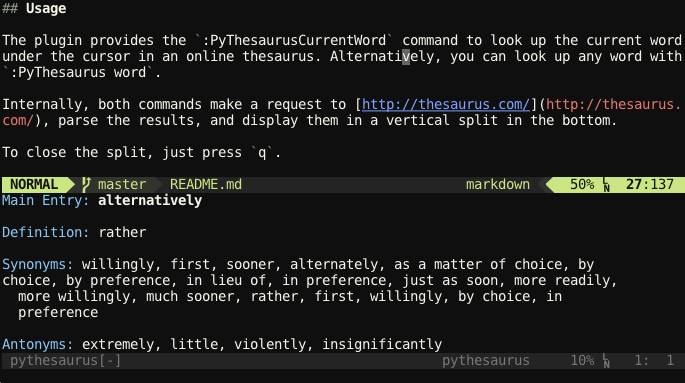 ## Usage
The plugin provides the `:PyThesaurusCurrentWord` command to look up the current word
under the cursor in an online thesaurus. Alternatively, you can look up any word with
`:PyThesaurus word`.
Internally, both commands make a request to [http://thesaurus.com/](http://thesaurus.
com/), parse the results, and display them in a vertical split in the bottom.
To close the split, just press `q`.
NORMAL master README.md markdown 50% LN 27:137
Main Entry: alternatively
Definition: rather
Synonyms: willingly, first, sooner, alternately, as a matter of choice, by
choice, by preference, in lieu of, in preference, just as soon, more readily,
more willingly, much sooner, rather, first, willingly, by choice, in
preference
Antonyms: extremely, little, violently, insignificantly
pythesaurus[-] pythesaurus 10% LN 1: 1